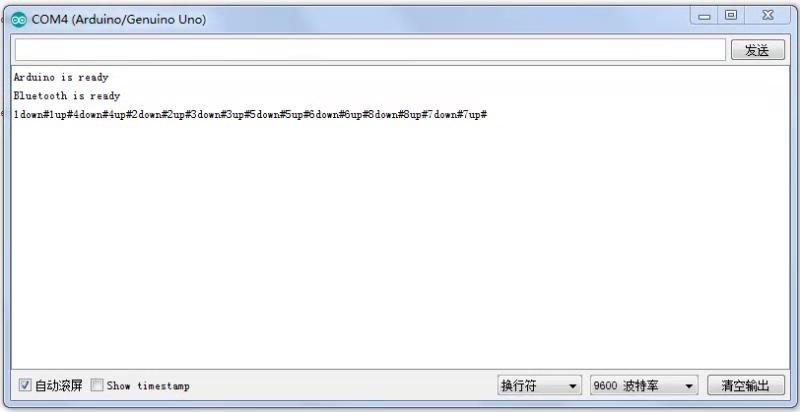 COM4 (Arduino/Genuino Uno)
发送
Arduino is ready
Bluetooth is ready
1down#1up#4down#4up#2down#2up#3down#3up#5down#5up#6down#6up#8down#8up#7down#7up#
自动滚屏 Show timestamp 换行符 9600 波特率 清空输出